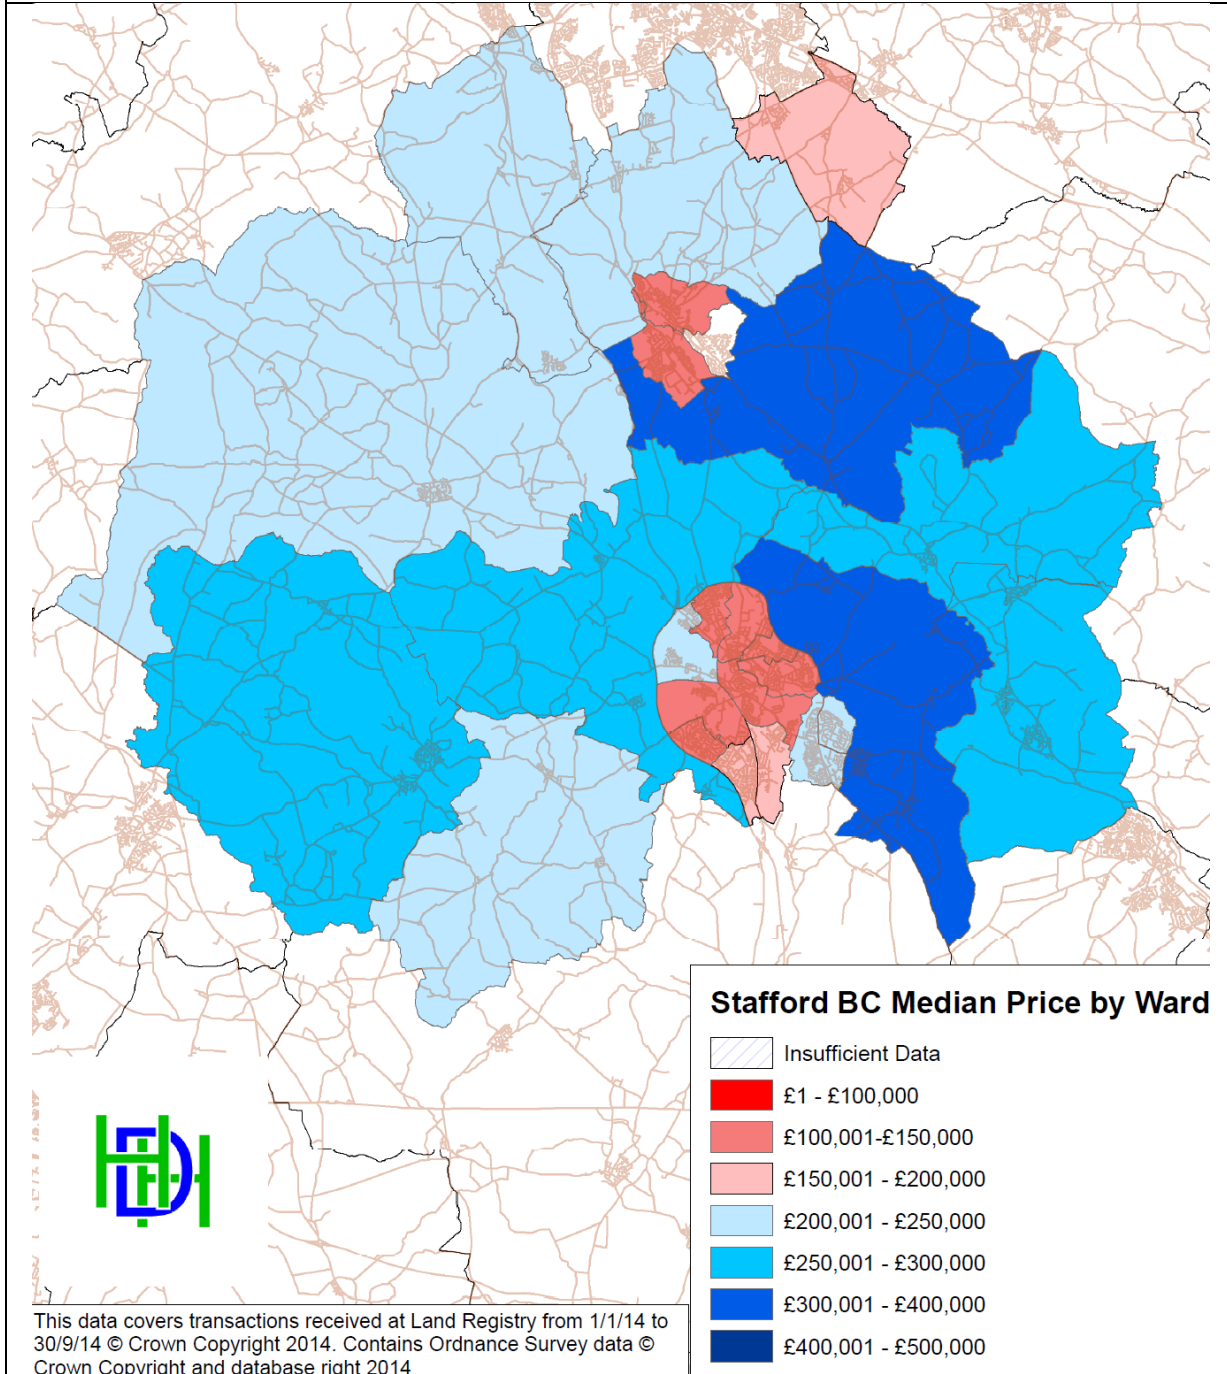 Stafford BC Median Price by Ward
Insufficient Data
£1 - £100,000
£100,001-£150,000
£150,001 - £200,000
£200,001 - £250,000
£250,001 - £300,000
£300,001 - £400,000
£400,001 - £500,000
HDH
This data covers transactions received at Land Registry from 1/1/14 to
30/9/14 © Crown Copyright 2014. Contains Ordnance Survey data ©
Crown Copyright and database right 2014